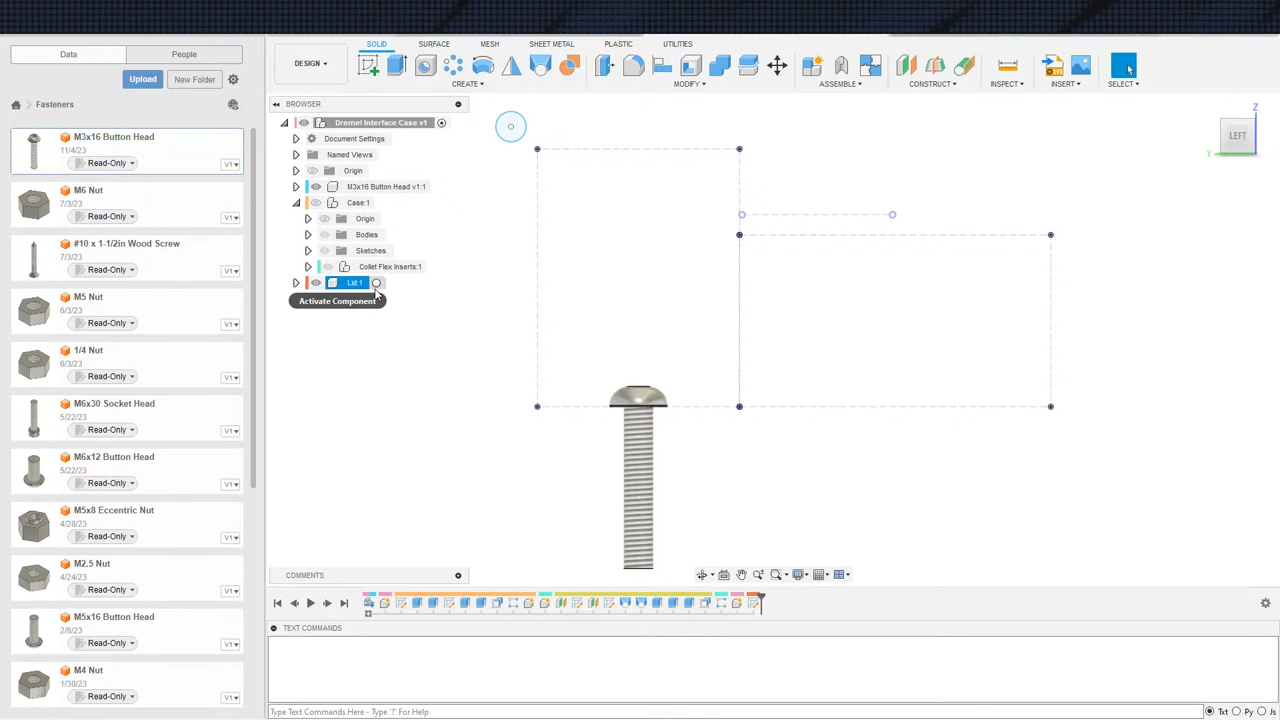 Data
People
Upload
New Folder
Fasteners
M3x16 Button Head
11/4/23
Read-Only
V1
M6 Nut
7/3/23
Read-Only
V1
#10 x 1-1/2in Wood Screw
7/3/23
Read-Only
V1
M5 Nut
6/3/23
Read-Only
V1
1/4 Nut
6/3/23
Read-Only
V1
M6x30 Socket Head
5/22/23
Read-Only
V1
M6x12 Button Head
5/22/23
Read-Only
V1
M5x8 Eccentric Nut
4/28/23
Read-Only
V1
M2.5 Nut
4/24/23
Read-Only
V1
M5x16 Button Head
2/8/23
Read-Only
V1
M4 Nut
1/30/23
Read-Only
V1
DESIGN
SOLID
SURFACE
MESH
SHEET METAL
PLASTIC
UTILITIES
CREATE
MODIFY
ASSEMBLE
CONSTRUCT
INSPECT
INSERT
SELECT
BROWSER
Dremel Interface Case v1
Document Settings
Named Views
Origin
M3x16 Button Head v1:1
Case:1
Origin
Bodies
Sketches
Collet Flex Inserts:1
Lid:1
Activate Component
Z
LEFT
Y
COMMENTS
TEXT COMMANDS
Type Text Commands Here - Type '?' For Help
Txt
Py
Js